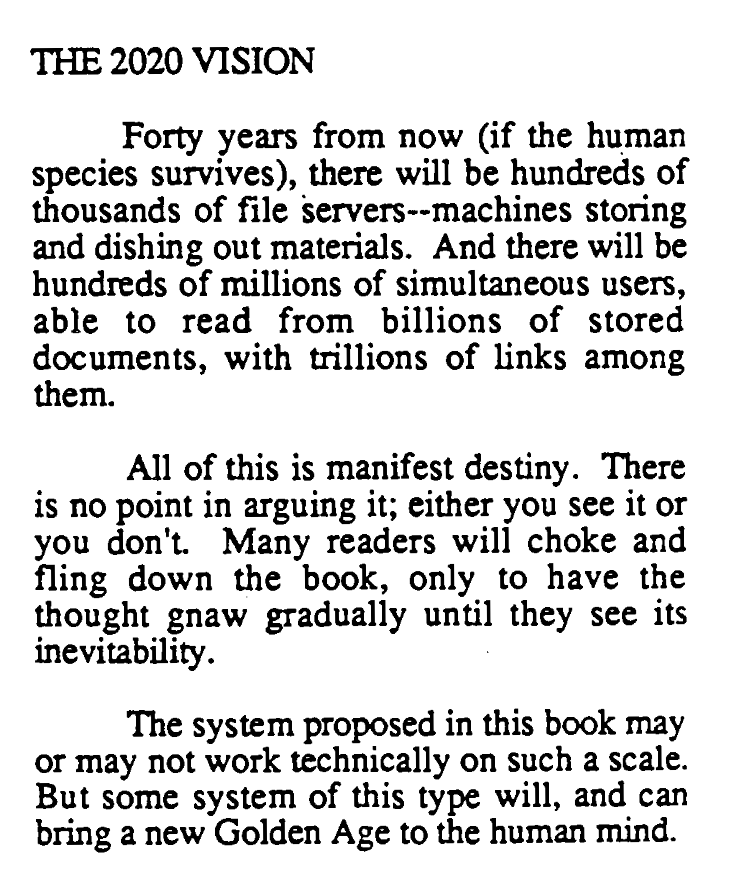 THE 2020 VISION
Forty years from now (if the human
species survives), there will be hundreds of
thousands of file servers--machines storing
and dishing out materials. And there will be
hundreds of millions of simultaneous users,
able to read from billions of stored
documents, with trillions of links among
them.
All of this is manifest destiny. There
is no point in arguing it; either you see it or
you don't. Many readers will choke and
fling down the book, only to have the
thought gnaw gradually until they see its
inevitability.
The system proposed in this book may
or may not work technically on such a scale.
But some system of this type will, and can
bring a new Golden Age to the human mind.